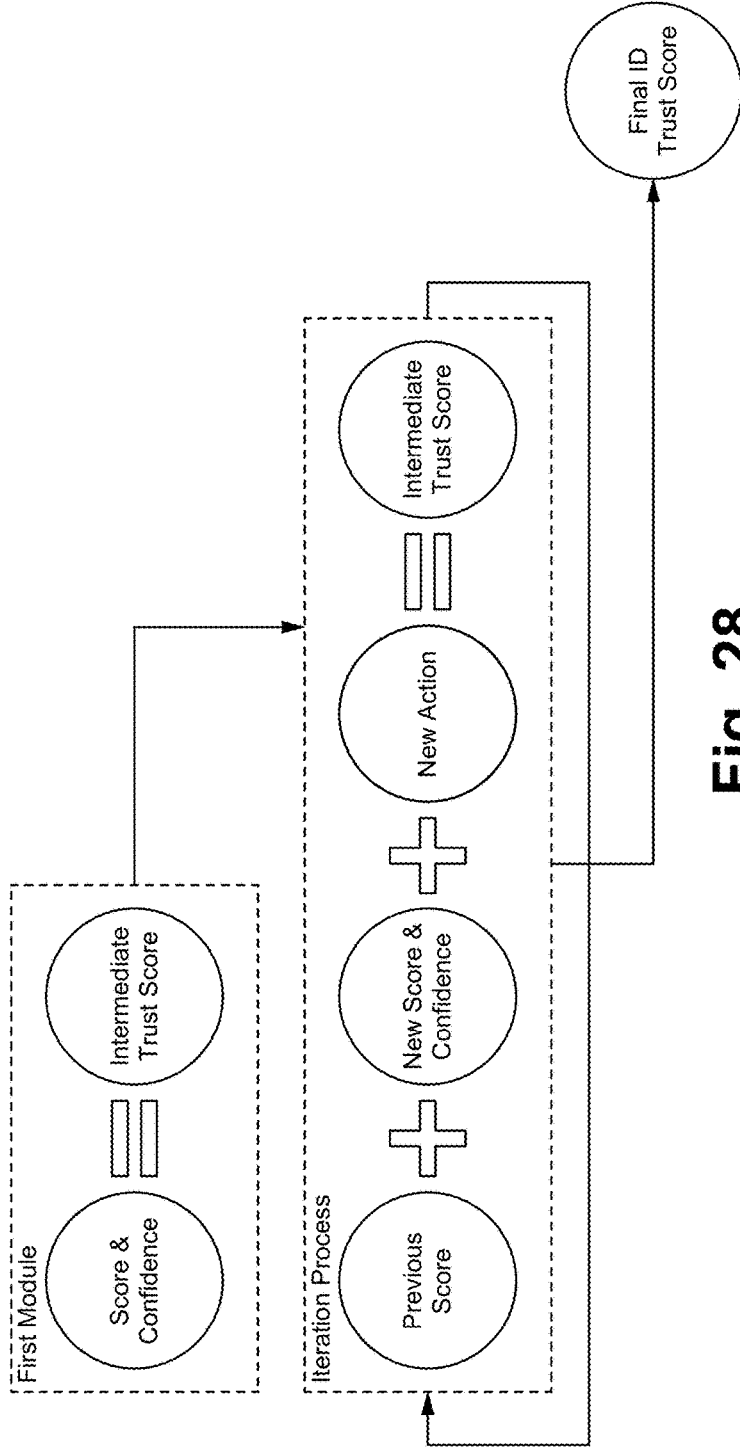 First Module
Score &
Confidence
Intermediate
Trust Score
Iteration Process
Previous
Score
New Score &
Confidence
New Action
Intermediate
Trust Score
Final ID
Trust Score
Fig. 28